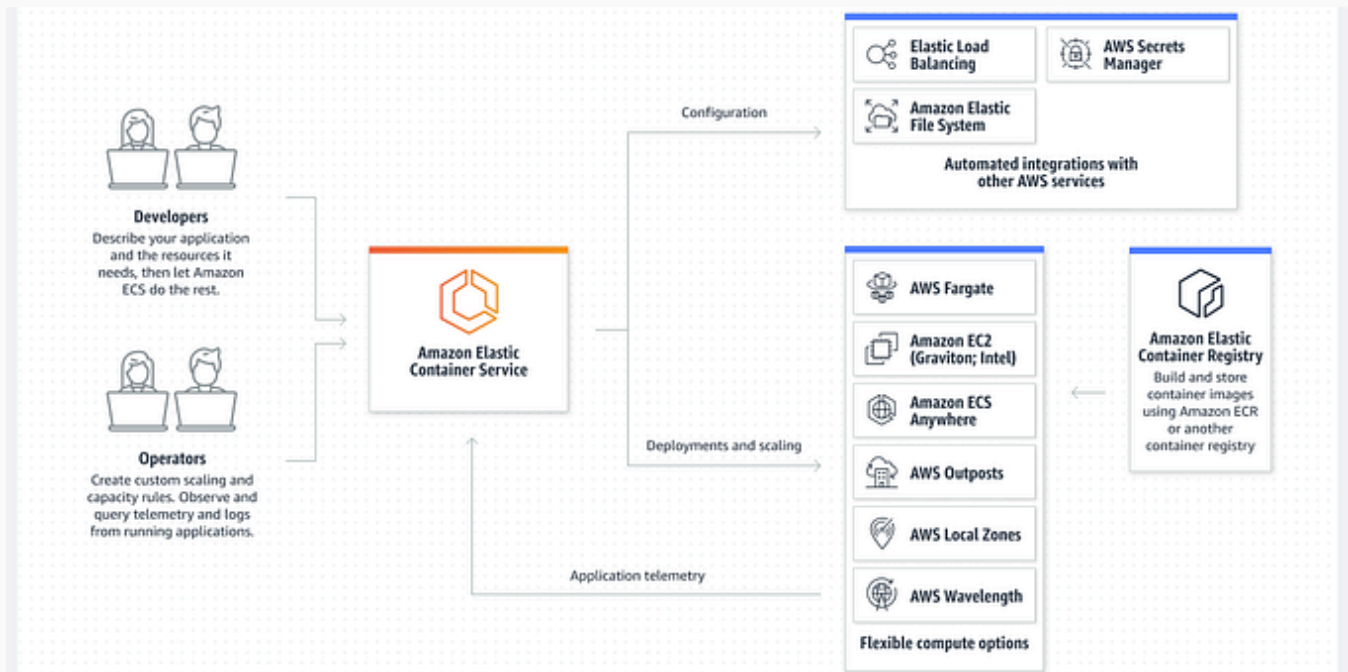 Developers
Describe your application
and the resources it
needs, then let Amazon
ECS do the rest.
Operators
Create custom scaling and
capacity rules. Observe and
query telemetry and logs
from running applications.
Amazon Elastic
Container Service
Configuration
Deployments and scaling
Application telemetry
Elastic Load
Balancing
AWS Secrets
Manager
Amazon Elastic
File System
Automated integrations with
other AWS services
AWS Fargate
Amazon EC2
(Graviton; Intel)
Amazon ECS
Anywhere
AWS Outposts
AWS Local Zones
AWS Wavelength
Flexible compute options
Amazon Elastic
Container Registry
Build and store
container images
using Amazon ECR
or another
container registry